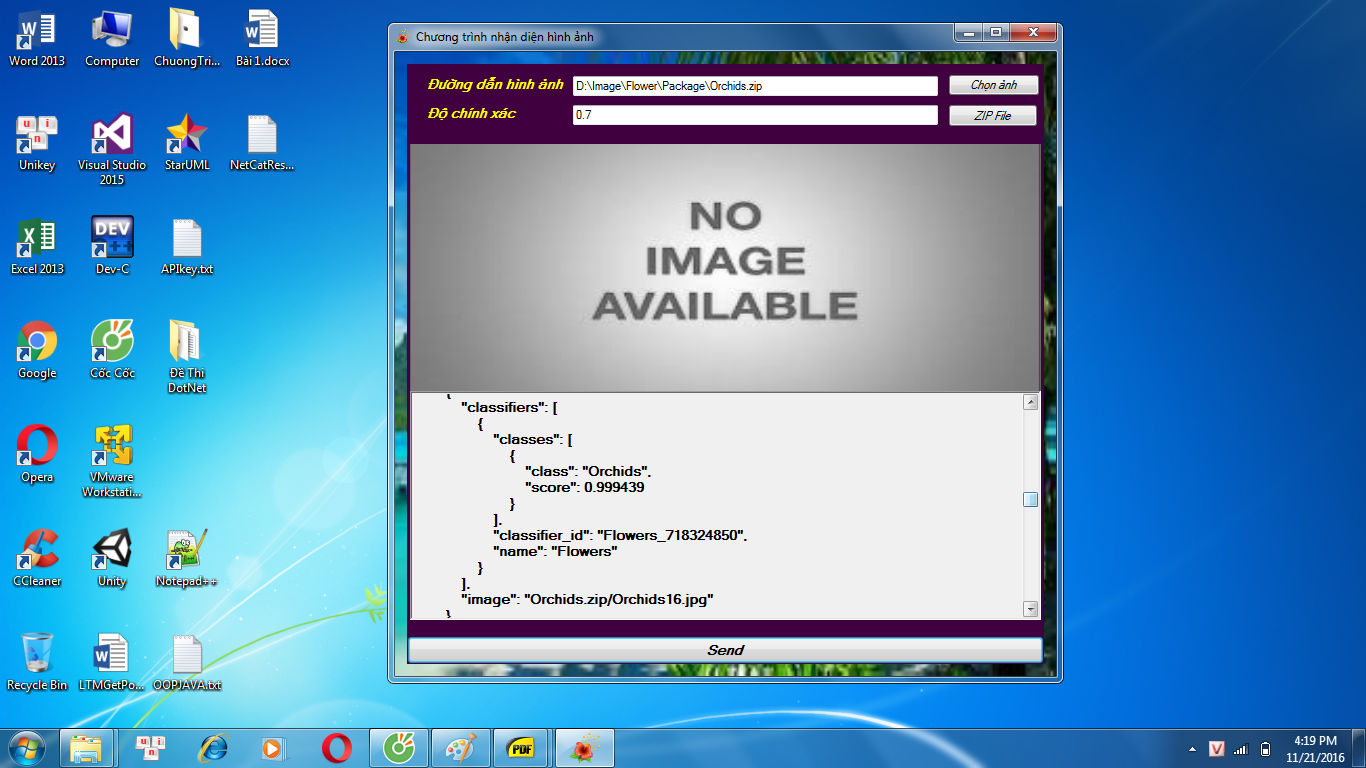 Word 2013
Computer
ChuongTri...
Bài 1.docx
Unikey
Visual Studio
2015
StarUML
NetCatRes...
Excel 2013
Dev-C
APIkey.txt
Google
Cốc Cốc
Đề Thi
DotNet
Opera
VMware
Workstati...
CCleaner
Unity
Notepad++
Recycle Bin
LTMGetPo...
OOPJAVA.txt
Chương trình nhận diện hình ảnh
Đường dẫn hình ảnh
D:\Image\Flower\Package\Orchids.zip
Chọn ảnh
Độ chính xác
0.7
ZIP File
NO
IMAGE
AVAILABLE
{
"classifiers": [
{
"classes": [
{
"class": "Orchids",
"score": 0.999439
}
],
"classifier_id": "Flowers_718324850",
"name": "Flowers"
}
],
"image": "Orchids.zip/Orchids16.jpg"
}
Send
4:19 PM
11/21/2016